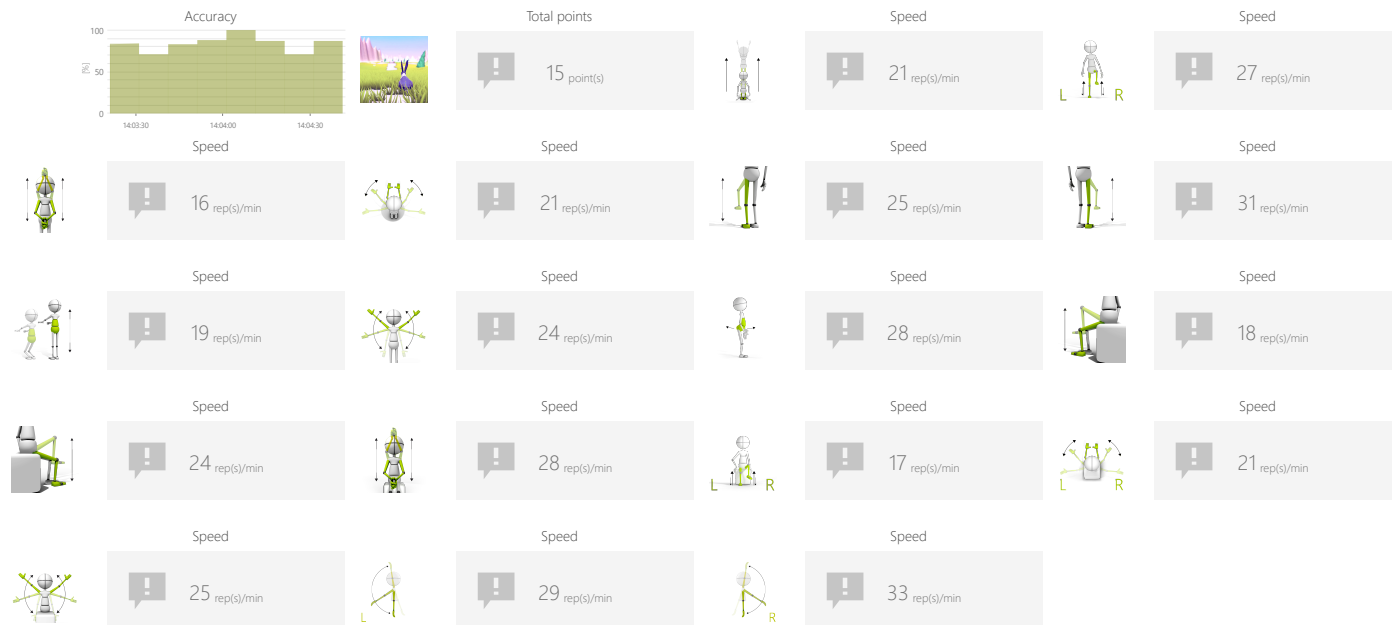 Accuracy
Total points
Speed
Speed
100
[%]
50
0
14:03:30
14:04:00
14:04:30
15 point(s)
21 rep(s)/min
L
R
27 rep(s)/min
Speed
Speed
Speed
Speed
16 rep(s)/min
21 rep(s)/min
25 rep(s)/min
31 rep(s)/min
Speed
Speed
Speed
Speed
19 rep(s)/min
24 rep(s)/min
28 rep(s)/min
18 rep(s)/min
Speed
Speed
Speed
Speed
24 rep(s)/min
28 rep(s)/min
L
R
17 rep(s)/min
L
R
21 rep(s)/min
Speed
Speed
Speed
25 rep(s)/min
L
29 rep(s)/min
R
33 rep(s)/min